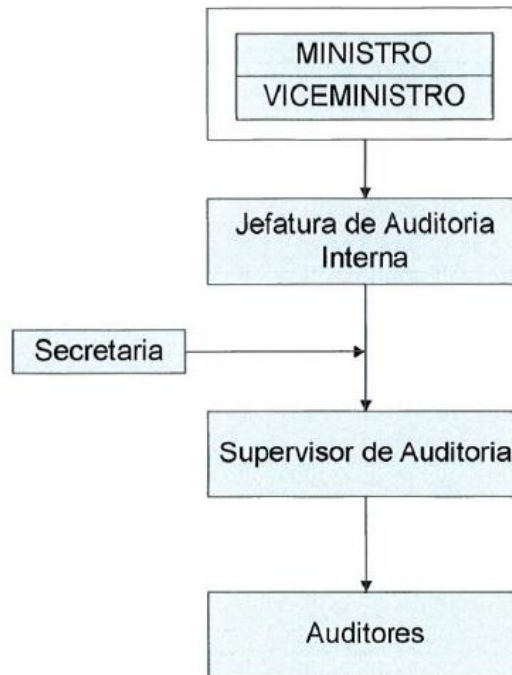 MINISTRO
VICEMINISTRO
Jefatura de Auditoria
Interna
Secretaria
Supervisor de Auditoria
Auditores